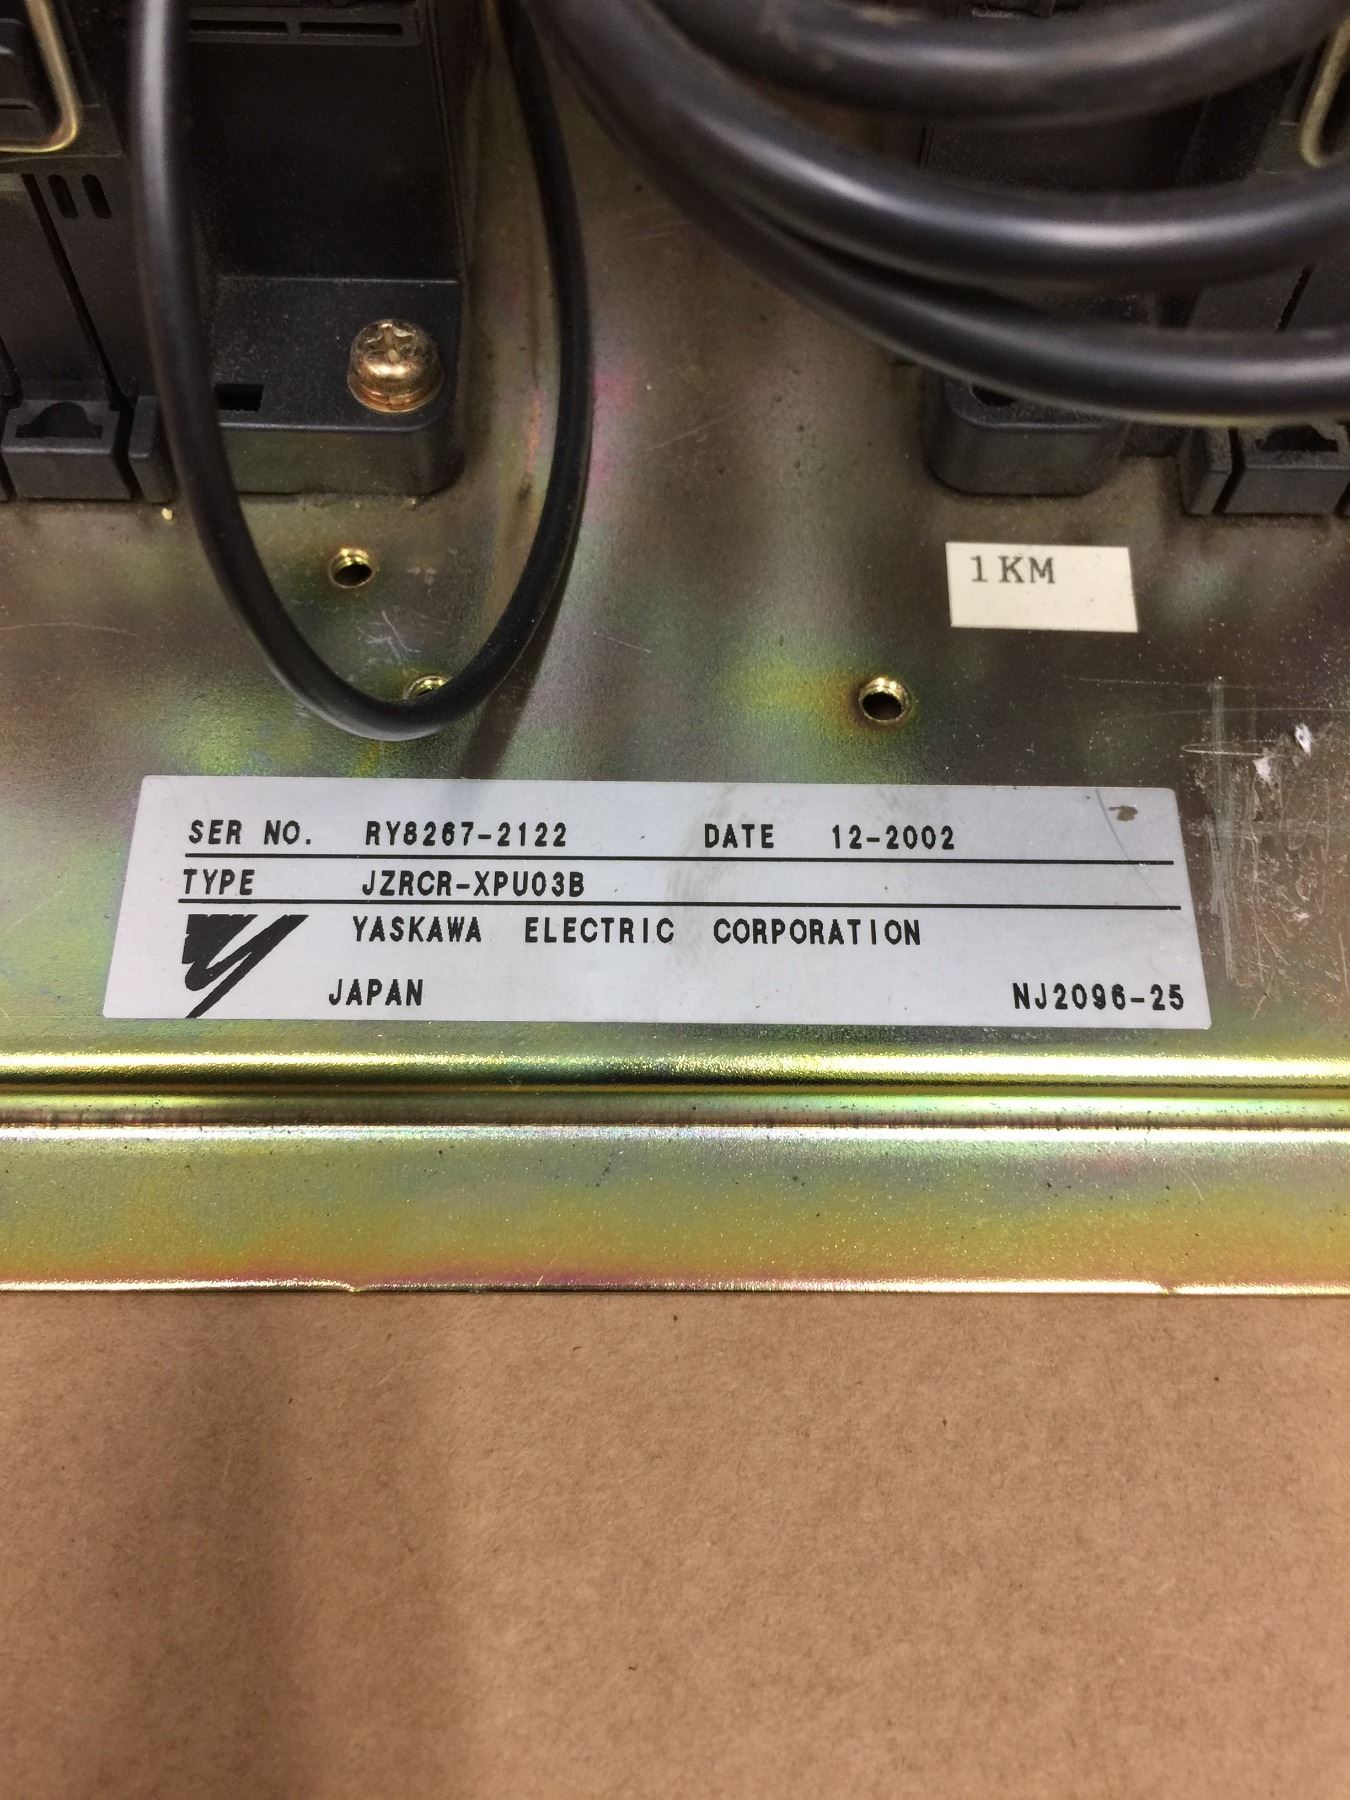 1KM
SER NO. RY8267-2122 DATE 12-2002
TYPE JZRCR-XPU03B
YASKAWA ELECTRIC CORPORATION
JAPAN NJ2096-25